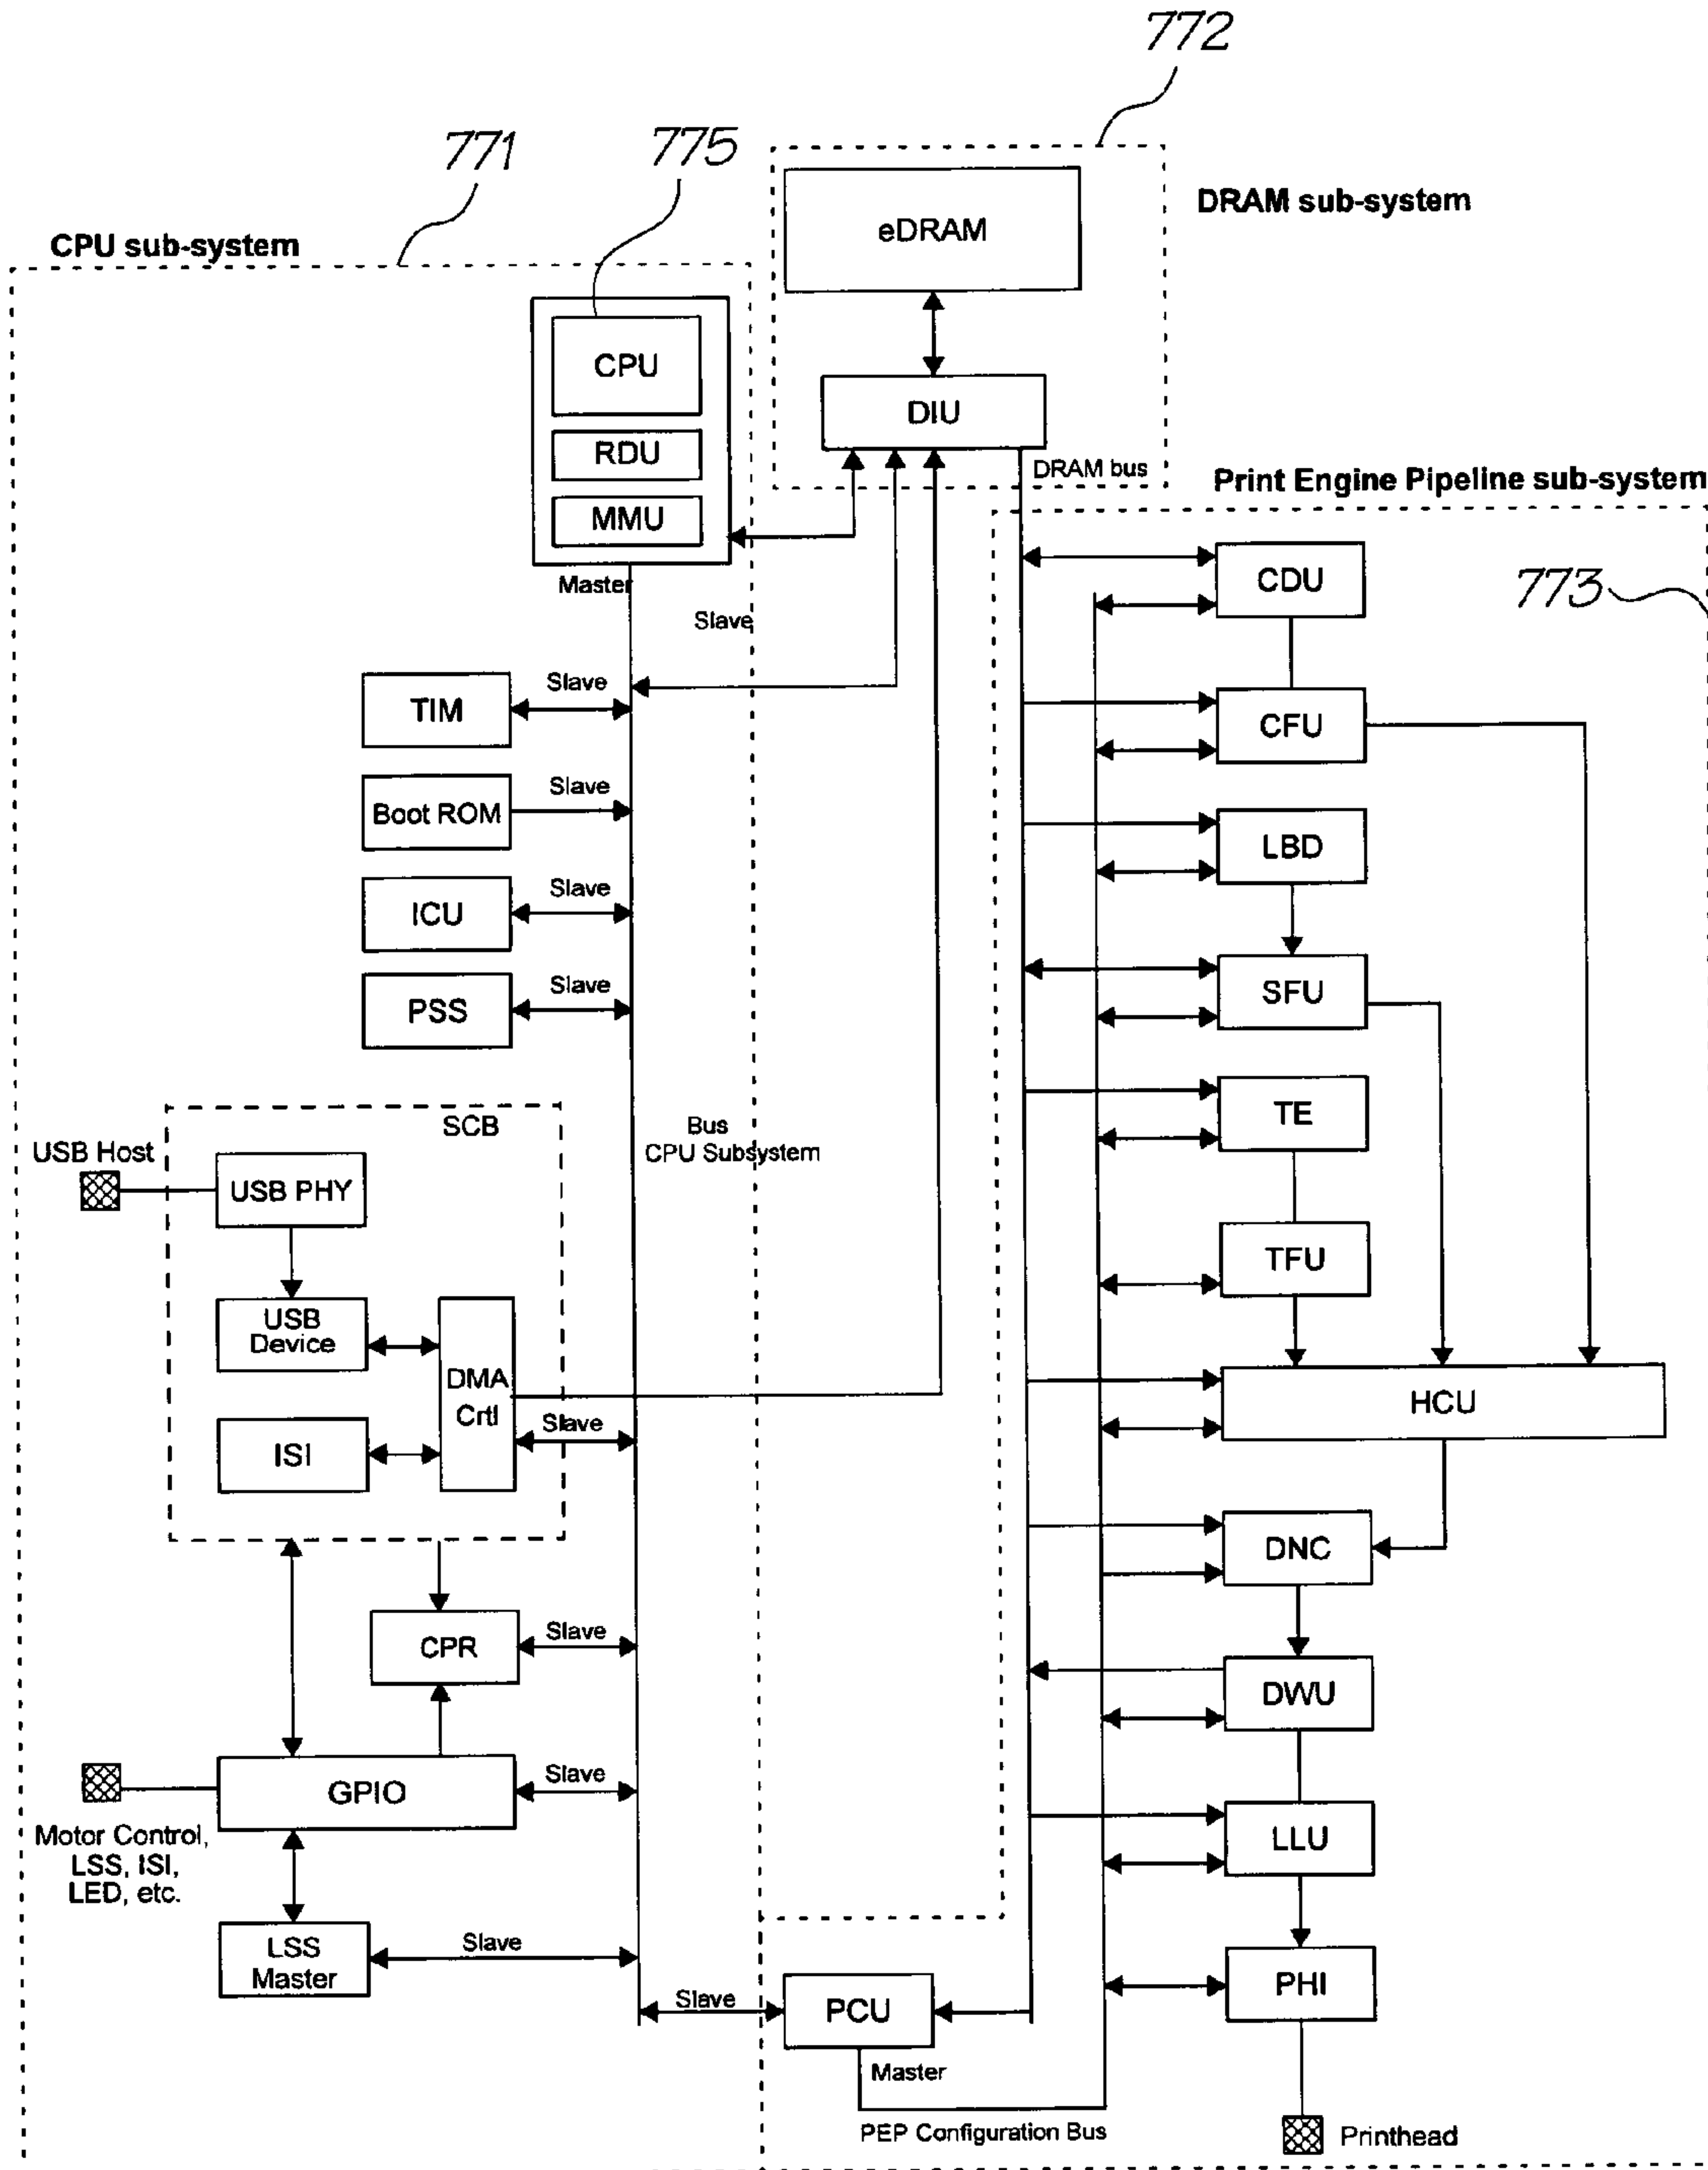 772
771
775
DRAM sub-system
CPU sub-system
eDRAM
CPU
DIU
RDU
DRAM bus
Print Engine Pipeline sub-system
MMU
Master
CDU
773
Slave
TIM
Slave
CFU
Boot ROM
Slave
LBD
ICU
Slave
PSS
Slave
SFU
SCB
Bus
CPU Subsystem
TE
USB Host
USB PHY
TFU
USB
Device
DMA
Crtl
HCU
Slave
ISI
DNC
CPR
Slave
DWU
GPIO
Slave
Motor Control,
LSS, ISI,
LED, etc.
LLU
LSS
Master
Slave
PHI
Slave
PCU
Master
PEP Configuration Bus
Printhead